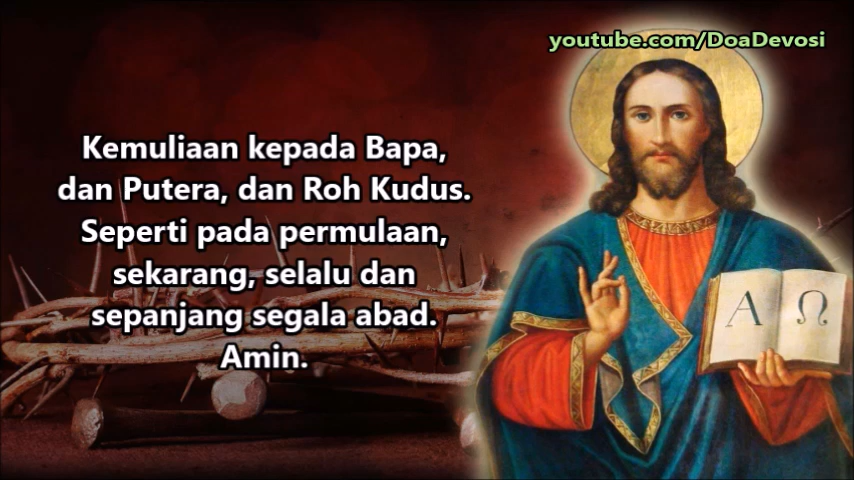 youtube.com/DoaDevosi
Kemuliaan kepada Bapa,
dan Putera, dan Roh Kudus.
Seperti pada permulaan,
sekarang, selalu dan
sepanjang segala abad.
Amin.
Α Ω